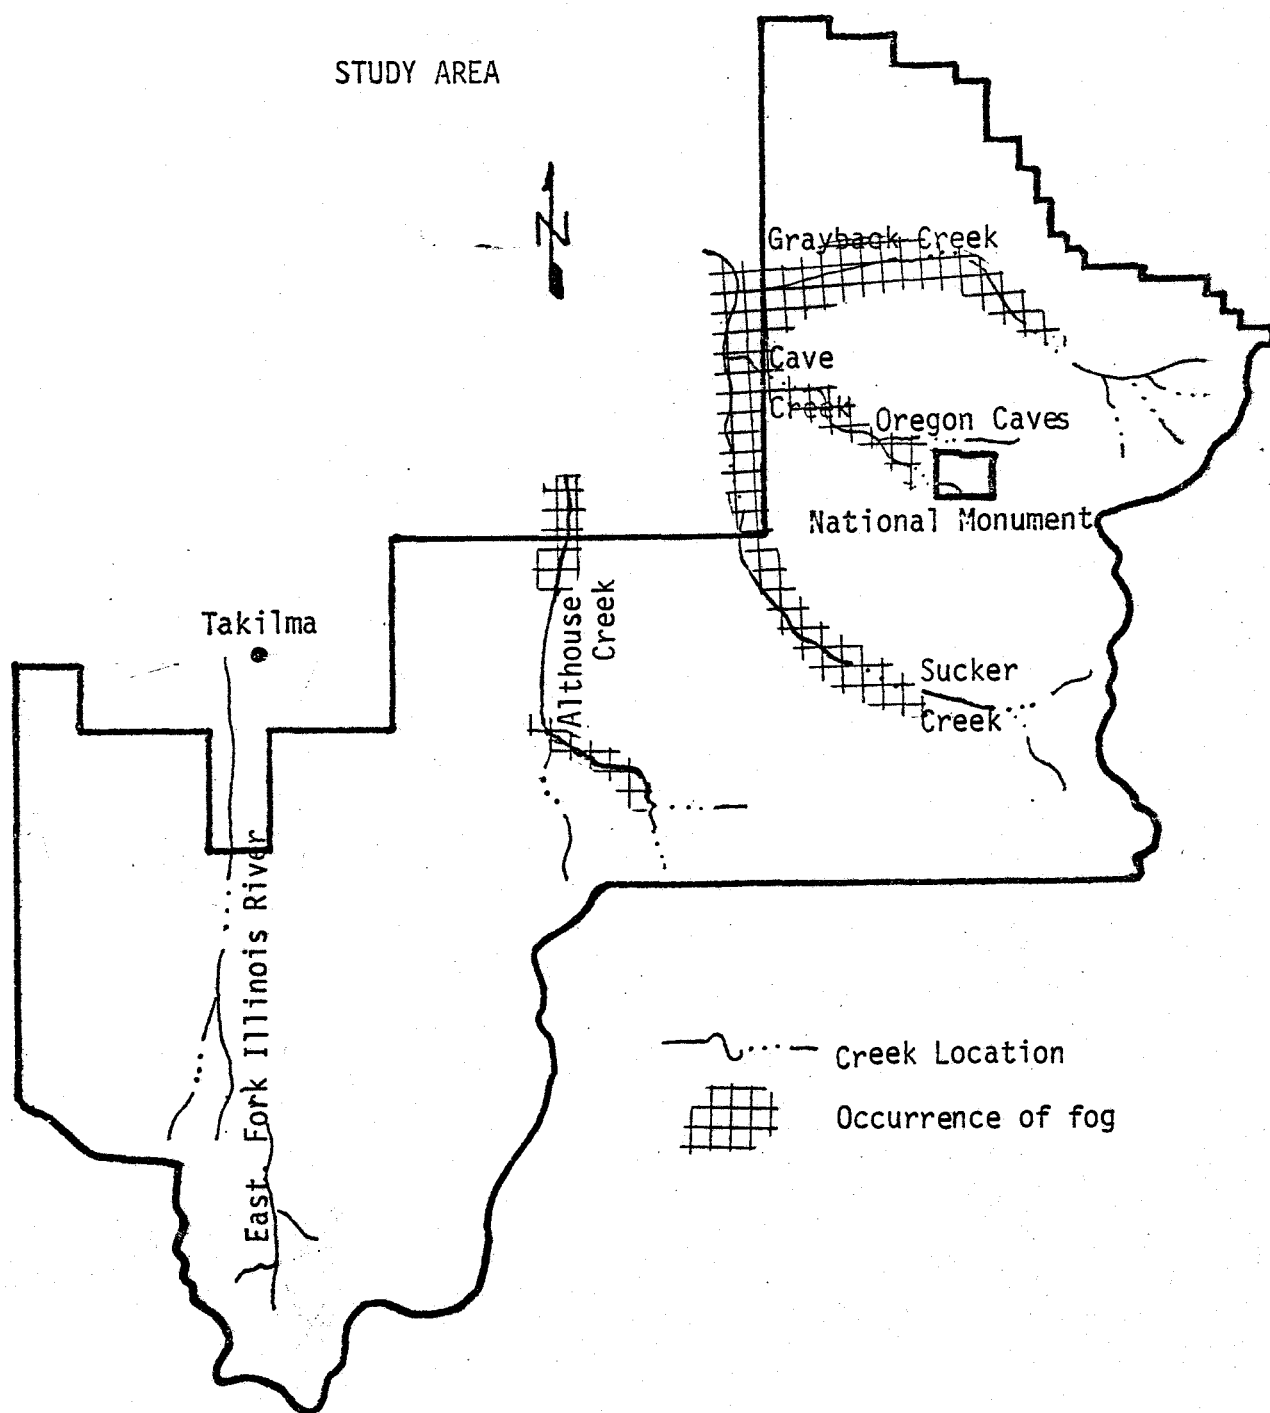 STUDY AREA
N
Grayback Creek
Cave
Creek
Oregon Caves
National Monument
Takilma
Althouse
Creek
Sucker
Creek
East Fork Illinois River
Creek Location
Occurrence of fog